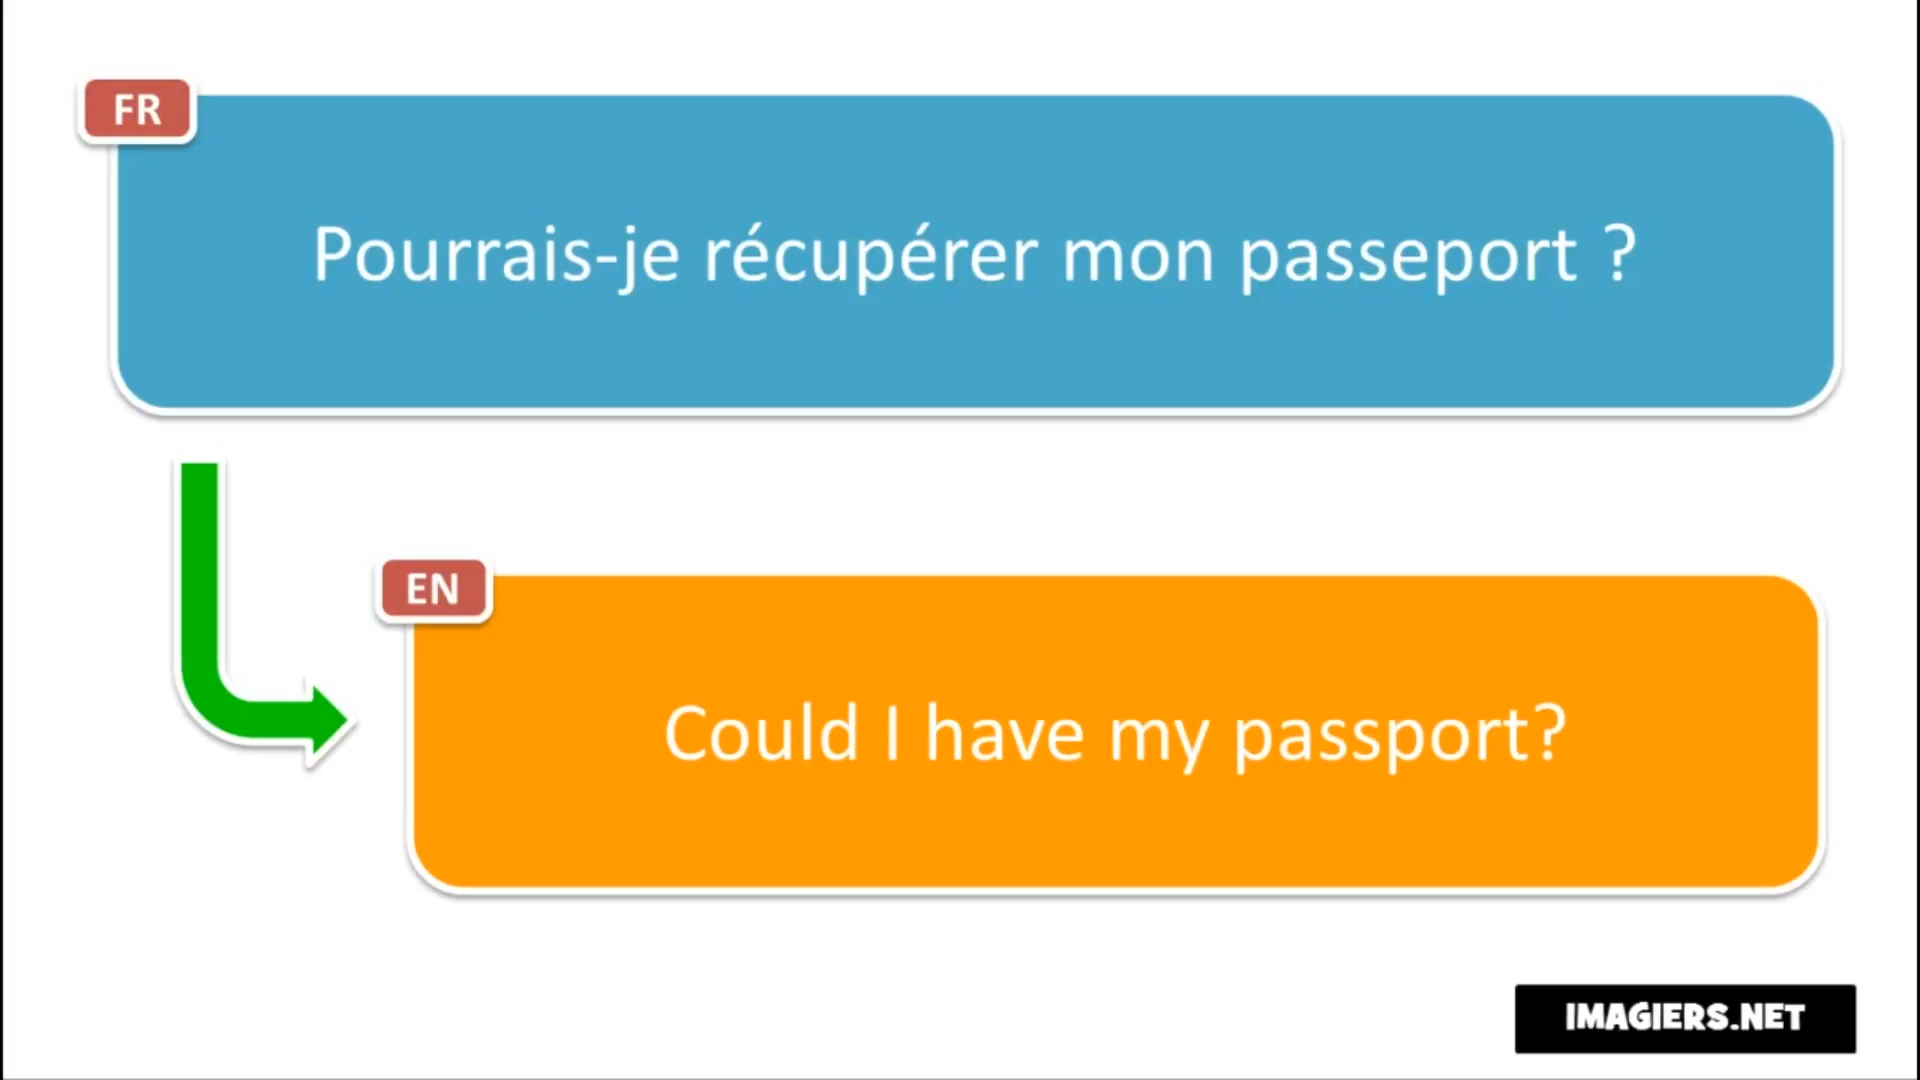 FR
Pourrais-je récupérer mon passeport ?
EN
Could I have my passport?
IMAGIERS.NET